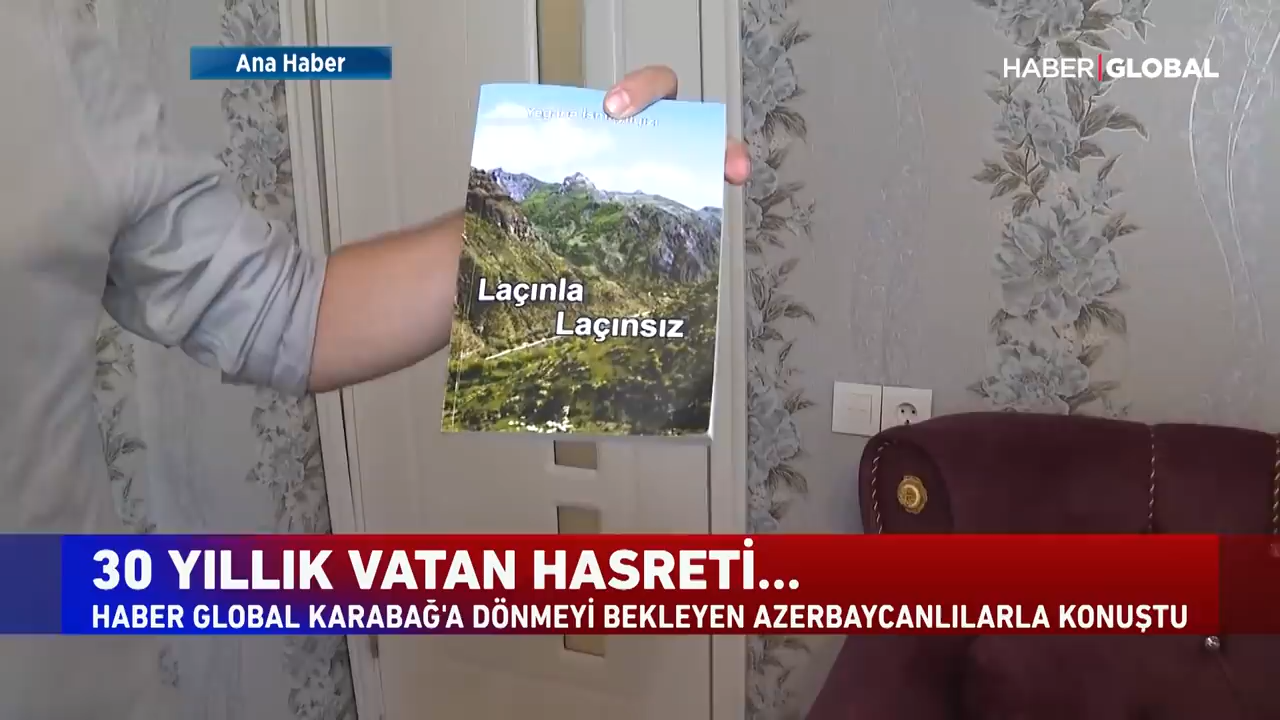 Ana Haber
HABER GLOBAL
Laçınla
Laçınsız
30 YILLIK VATAN HASRETİ...
HABER GLOBAL KARABAĞ'A DÖNMEYİ BEKLEYEN AZERBAYCANLILARLA KONUŞTU